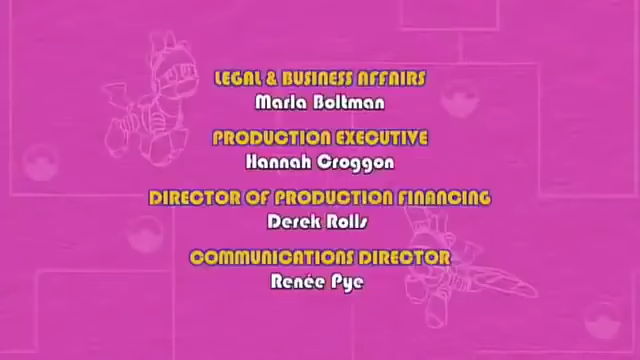 LEGAL & BUSINESS AFFAIRS
Marla Boltman
PRODUCTION EXECUTIVE
Hannah Croggon
DIRECTOR OF PRODUCTION FINANCING
Derek Rolls
COMMUNICATIONS DIRECTOR
Renée Pye